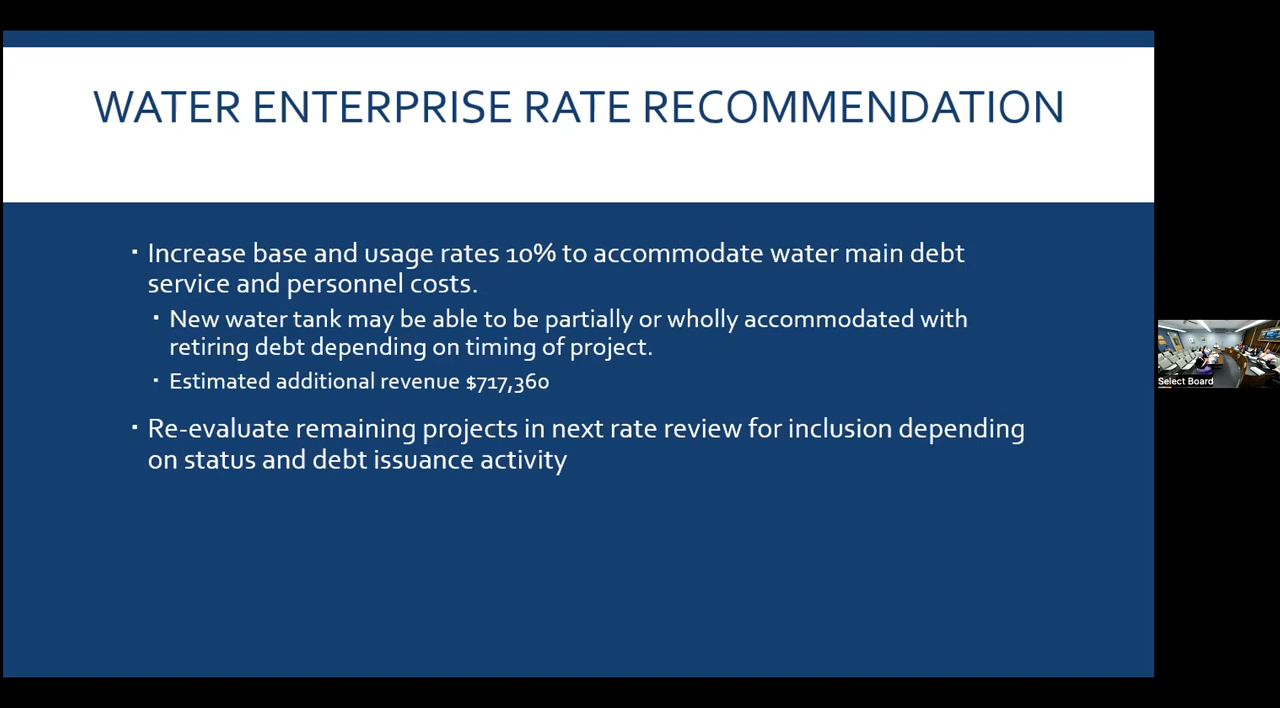 WATER ENTERPRISE RATE RECOMMENDATION
▪ Increase base and usage rates 10% to accommodate water main debt
service and personnel costs.
▪ New water tank may be able to be partially or wholly accommodated with
retiring debt depending on timing of project.
▪ Estimated additional revenue $717,360
▪ Re-evaluate remaining projects in next rate review for inclusion depending
on status and debt issuance activity
Select Board